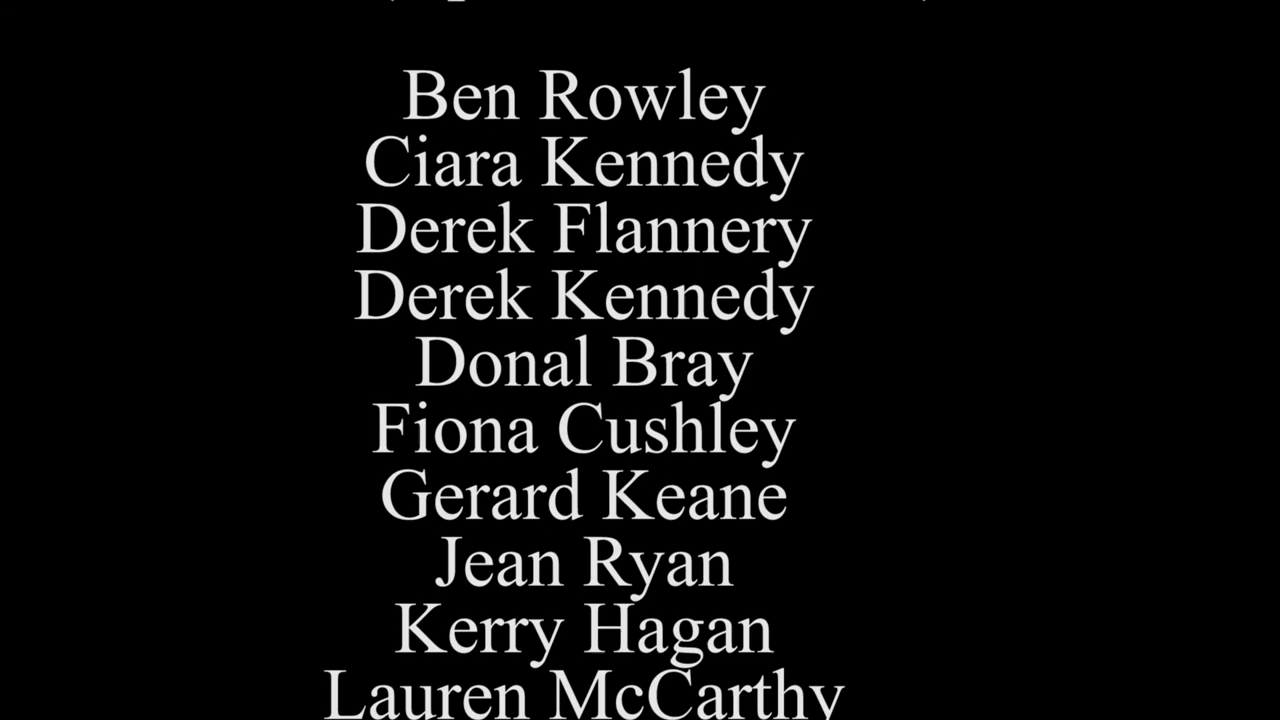 Ben Rowley
Ciara Kennedy
Derek Flannery
Derek Kennedy
Donal Bray
Fiona Cushley
Gerard Keane
Jean Ryan
Kerry Hagan
Lauren McCarthy